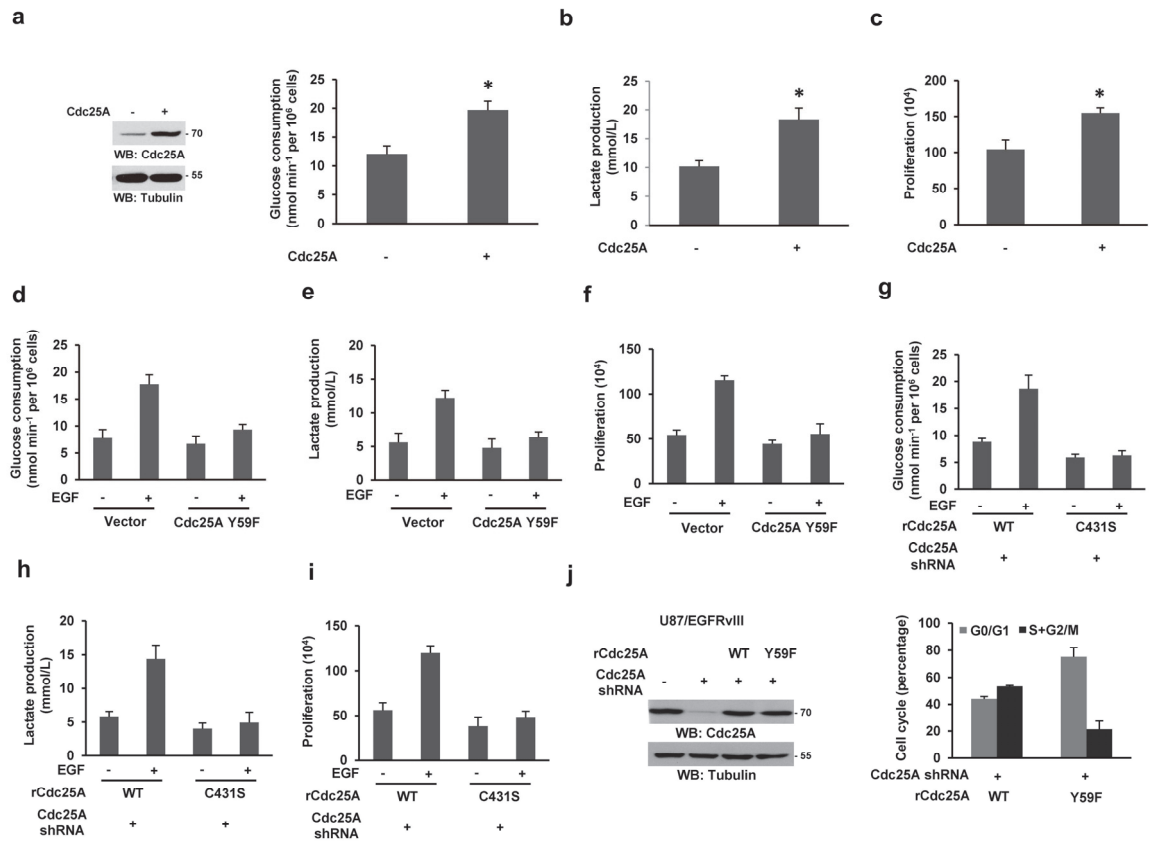 a
Cdc25A - +
- 70
WB: Cdc25A
- 55
WB: Tubulin
Glucose consumption
(nmol min⁻¹ per 10⁶ cells)
25
20
15
10
5
0
*
Cdc25A - +
b
Lactate production
(mmol/L)
25
20
15
10
5
0
*
Cdc25A - +
c
Proliferation (10⁴)
200
150
100
50
0
*
Cdc25A - +
d
Glucose consumption
(nmol min⁻¹ per 10⁶ cells)
25
20
15
10
5
0
EGF - + - +
Vector Cdc25A Y59F
e
Lactate production
(mmol/L)
20
15
10
5
0
EGF - + - +
Vector Cdc25A Y59F
f
Proliferation (10⁴)
150
100
50
0
EGF - + - +
Vector Cdc25A Y59F
g
Glucose consumption
(nmol min⁻¹ per 10⁶ cells)
25
20
15
10
5
0
EGF - + - +
rCdc25A WT C431S
Cdc25A
shRNA + +
h
Lactate production
(mmol/L)
20
15
10
5
0
EGF - + - +
rCdc25A WT C431S
Cdc25A
shRNA + +
i
Proliferation (10⁴)
150
100
50
0
EGF - + - +
rCdc25A WT C431S
Cdc25A
shRNA + +
j
U87/EGFRvIII
rCdc25A WT Y59F
Cdc25A
shRNA - + + +
- 70
WB: Cdc25A
- 55
WB: Tubulin
Cell cycle (percentage)
100
80
60
40
20
0
G0/G1 S+G2/M
Cdc25A shRNA + +
rCdc25A WT Y59F